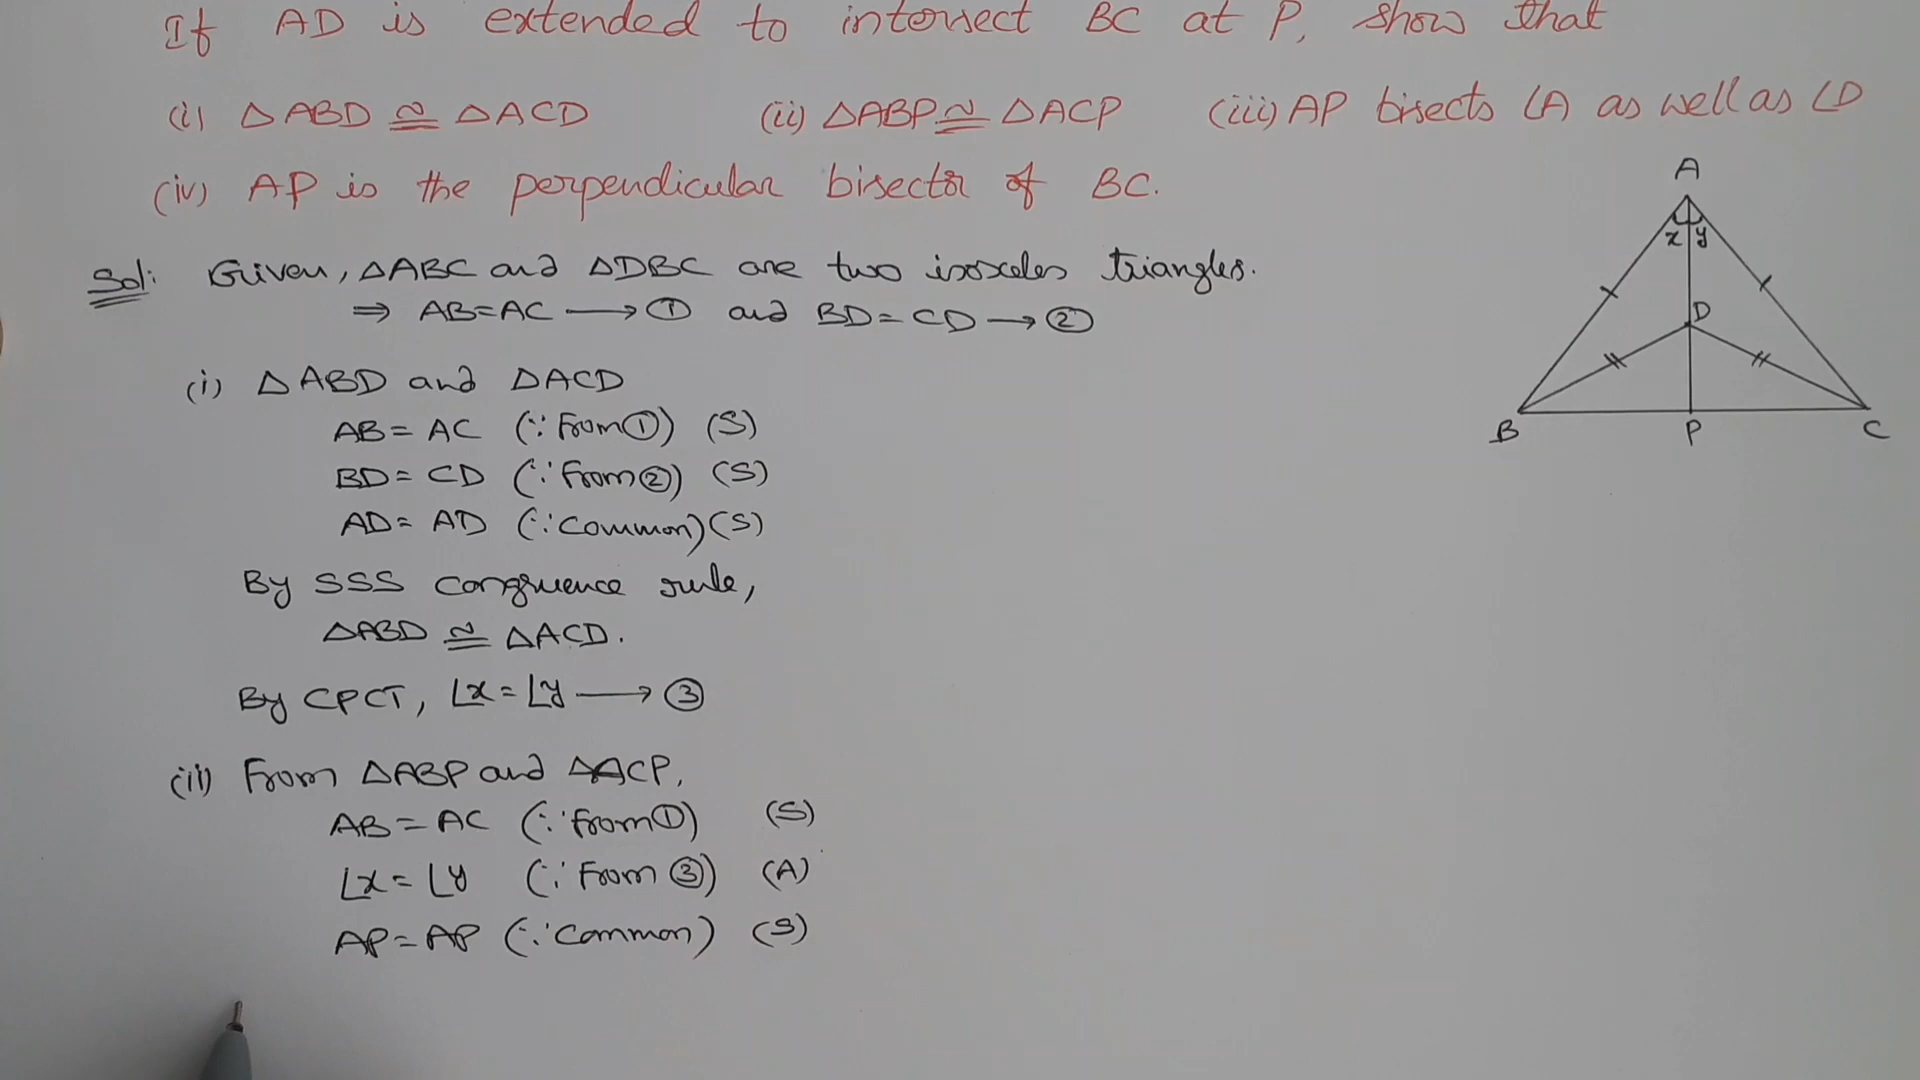 If AD is extended to intersect BC at P, show that
(i) △ABD ≅ △ACD (ii) △ABP ≅ △ACP (iii) AP bisects ∠A as well as ∠D
(iv) AP is the perpendicular bisector of BC.
Sol: Given, △ABC and △DBC are two isosceles triangles.
⇒ AB=AC ⟶ ① and BD=CD ⟶ ②
(i) △ABD and △ACD
AB = AC (∵ From ①) (S)
BD = CD (∵ From ②) (S)
AD = AD (∵ Common) (S)
By SSS congruence rule,
△ABD ≅ △ACD.
By CPCT, ∠x = ∠y ⟶ ③
(ii) From △ABP and △ACP,
AB = AC (∵ from ①) (S)
∠x = ∠y (∵ From ③) (A)
AP = AP (∵ Common) (S)
A
x y
D
B P C